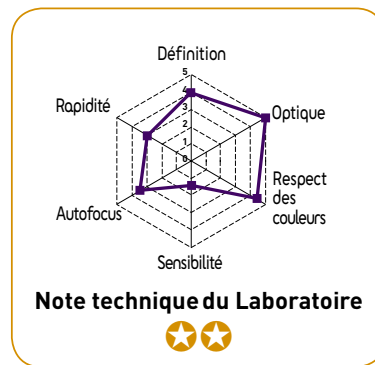 Définition
5
4
3
2
1
0
Rapidité
Optique
Autofocus
Respect
des
couleurs
Sensibilité
Note technique du Laboratoire